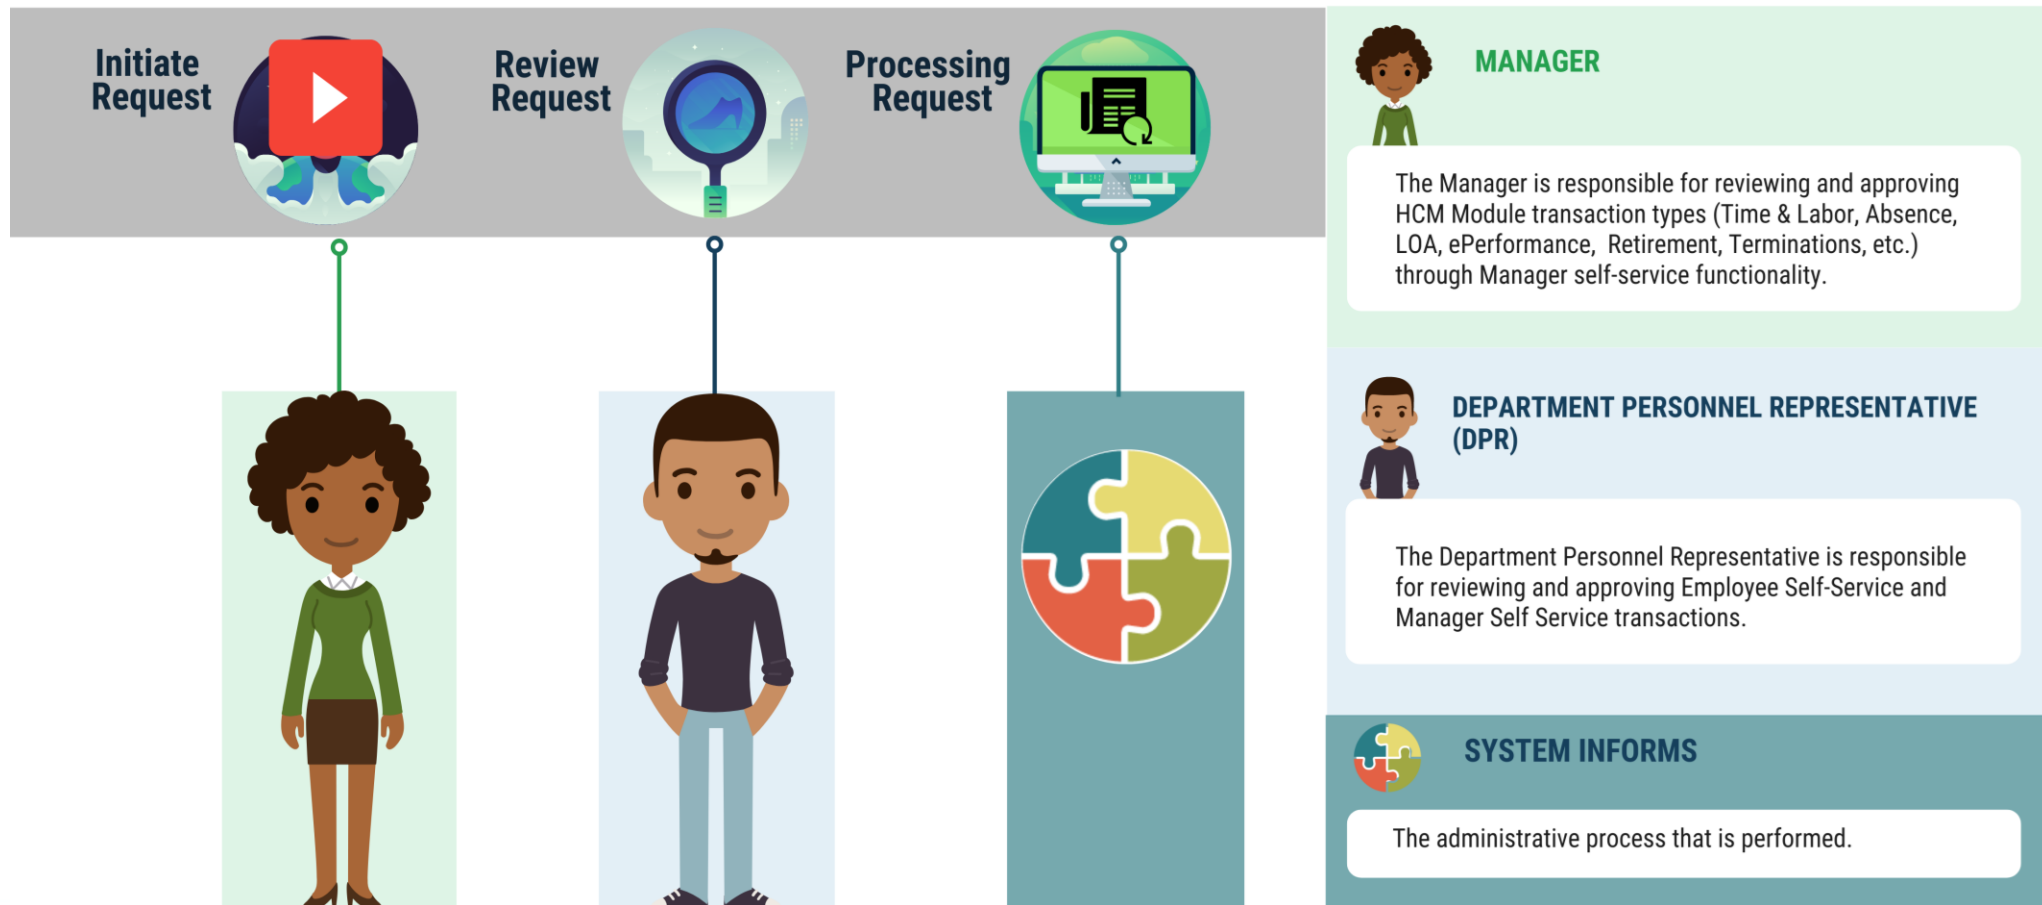 Initiate
Request
Review
Request
Processing
Request
MANAGER
The Manager is responsible for reviewing and approving
HCM Module transaction types (Time & Labor, Absence,
LOA, ePerformance, Retirement, Terminations, etc.)
through Manager self-service functionality.
DEPARTMENT PERSONNEL REPRESENTATIVE
(DPR)
The Department Personnel Representative is responsible
for reviewing and approving Employee Self-Service and
Manager Self Service transactions.
SYSTEM INFORMS
The administrative process that is performed.